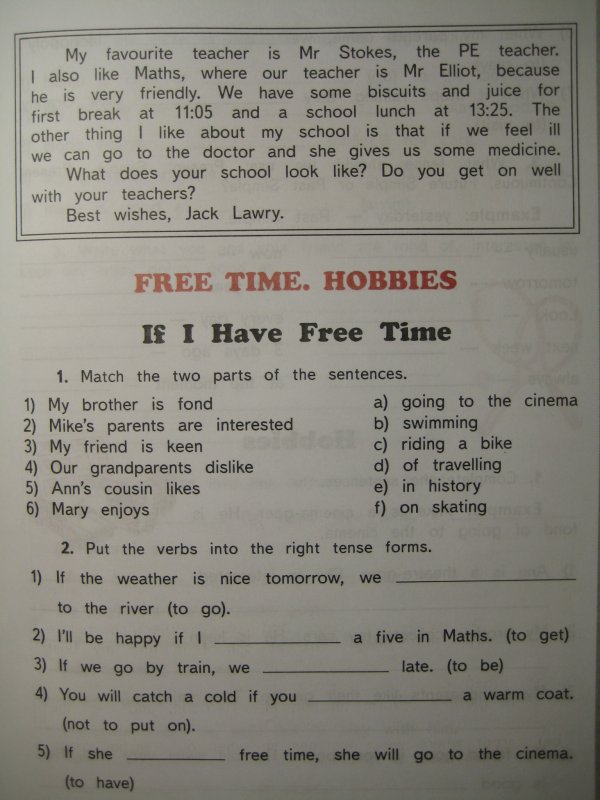 My favourite teacher is Mr Stokes, the PE teacher.
I also like Maths, where our teacher is Mr Elliot, because
he is very friendly. We have some biscuits and juice for
first break at 11:05 and a school lunch at 13:25. The
other thing I like about my school is that if we feel ill
we can go to the doctor and she gives us some medicine.
What does your school look like? Do you get on well
with your teachers?
Best wishes, Jack Lawry.
FREE TIME. HOBBIES
If I Have Free Time
1. Match the two parts of the sentences.
1) My brother is fond a) going to the cinema
2) Mike's parents are interested b) swimming
3) My friend is keen c) riding a bike
4) Our grandparents dislike d) of travelling
5) Ann's cousin likes e) in history
6) Mary enjoys f) on skating
2. Put the verbs into the right tense forms.
1) If the weather is nice tomorrow, we ____________
to the river (to go).
2) I'll be happy if I ____________ a five in Maths. (to get)
3) If we go by train, we ____________ late. (to be)
4) You will catch a cold if you ____________ a warm coat.
(not to put on).
5) If she ____________ free time, she will go to the cinema.
(to have)